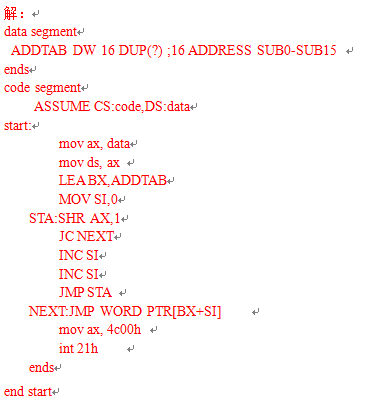 解：
data segment
ADDTAB DW 16 DUP(?) ;16 ADDRESS SUB0-SUB15
ends
code segment
ASSUME CS:code,DS:data
start:
mov ax, data
mov ds, ax
LEA BX,ADDTAB
MOV SI,0
STA:SHR AX,1
JC NEXT
INC SI
INC SI
JMP STA
NEXT:JMP WORD PTR[BX+SI]
mov ax, 4c00h
int 21h
ends
end start